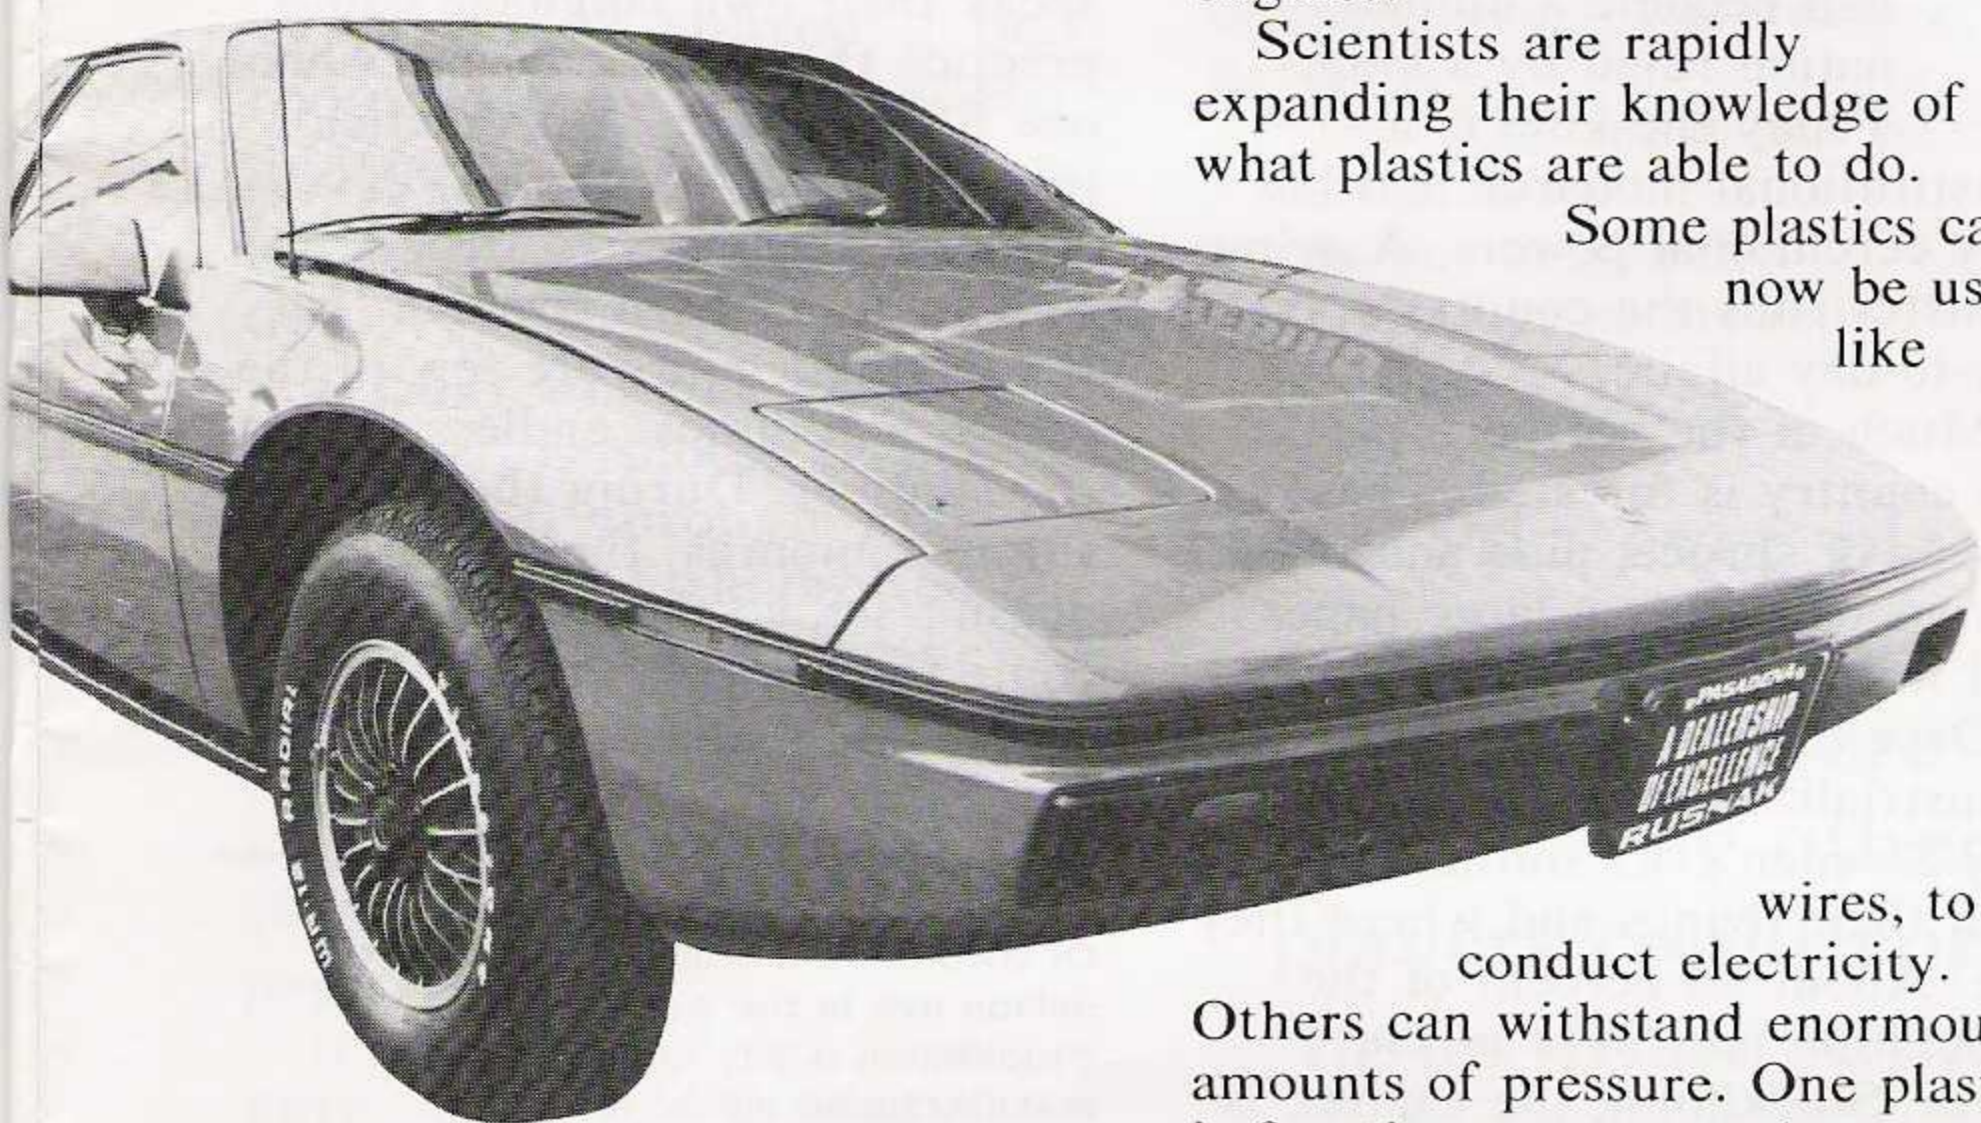 Scientists are rapidly
expanding their knowledge of
what plastics are able to do.
Some plastics ca
now be us
like
wires, to
conduct electricity.
Others can withstand enormou
amounts of pressure. One plas
PASADENA
A DEALERSHIP
OF EXCELLENCE
RUSNAK
RADIAL